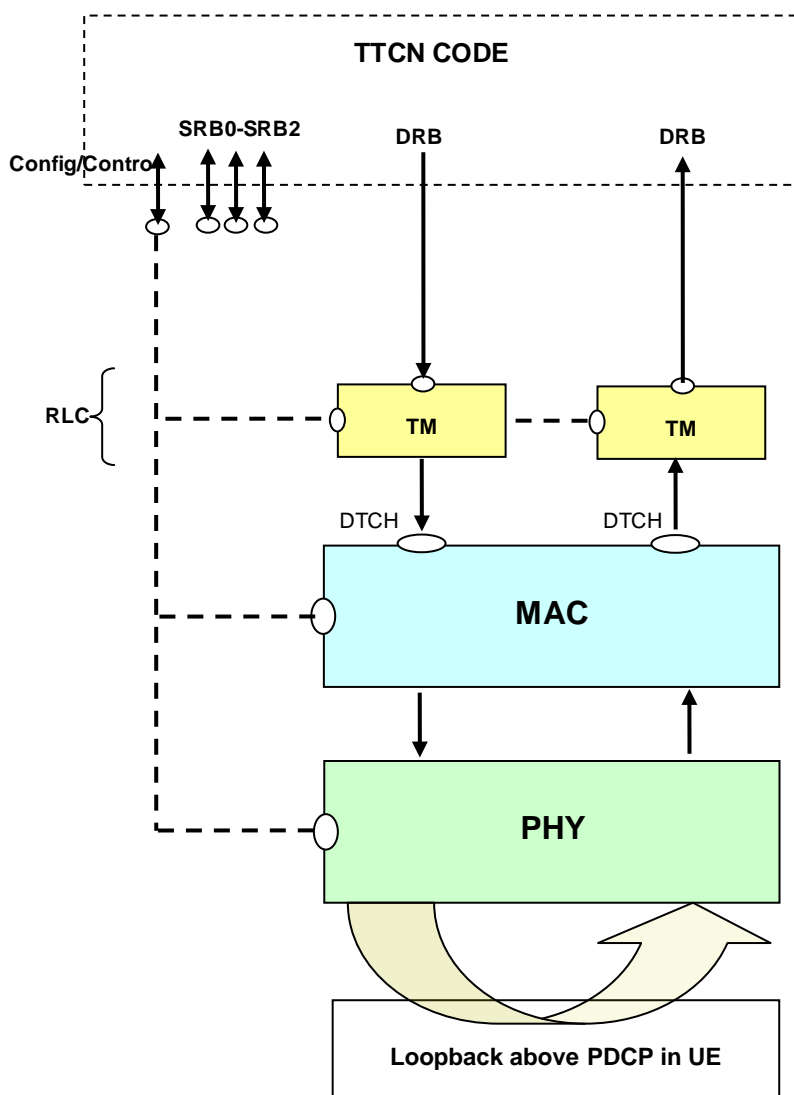 TTCN CODE
SRB0-SRB2
DRB
DRB
Config/Contro
RLC
TM
TM
DTCH
DTCH
MAC
PHY
Loopback above PDCP in UE